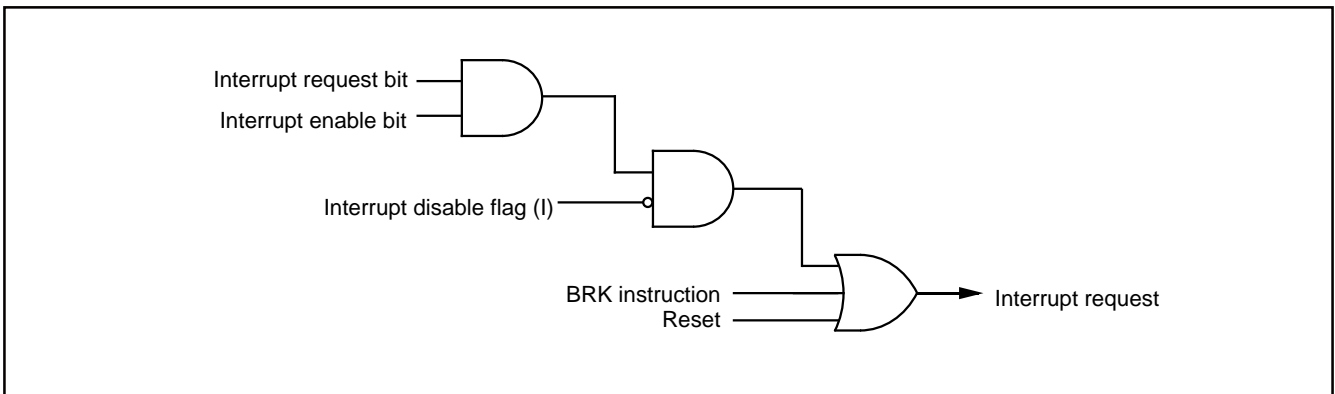 Interrupt request bit
Interrupt enable bit
Interrupt disable flag (I)
BRK instruction
Reset
Interrupt request